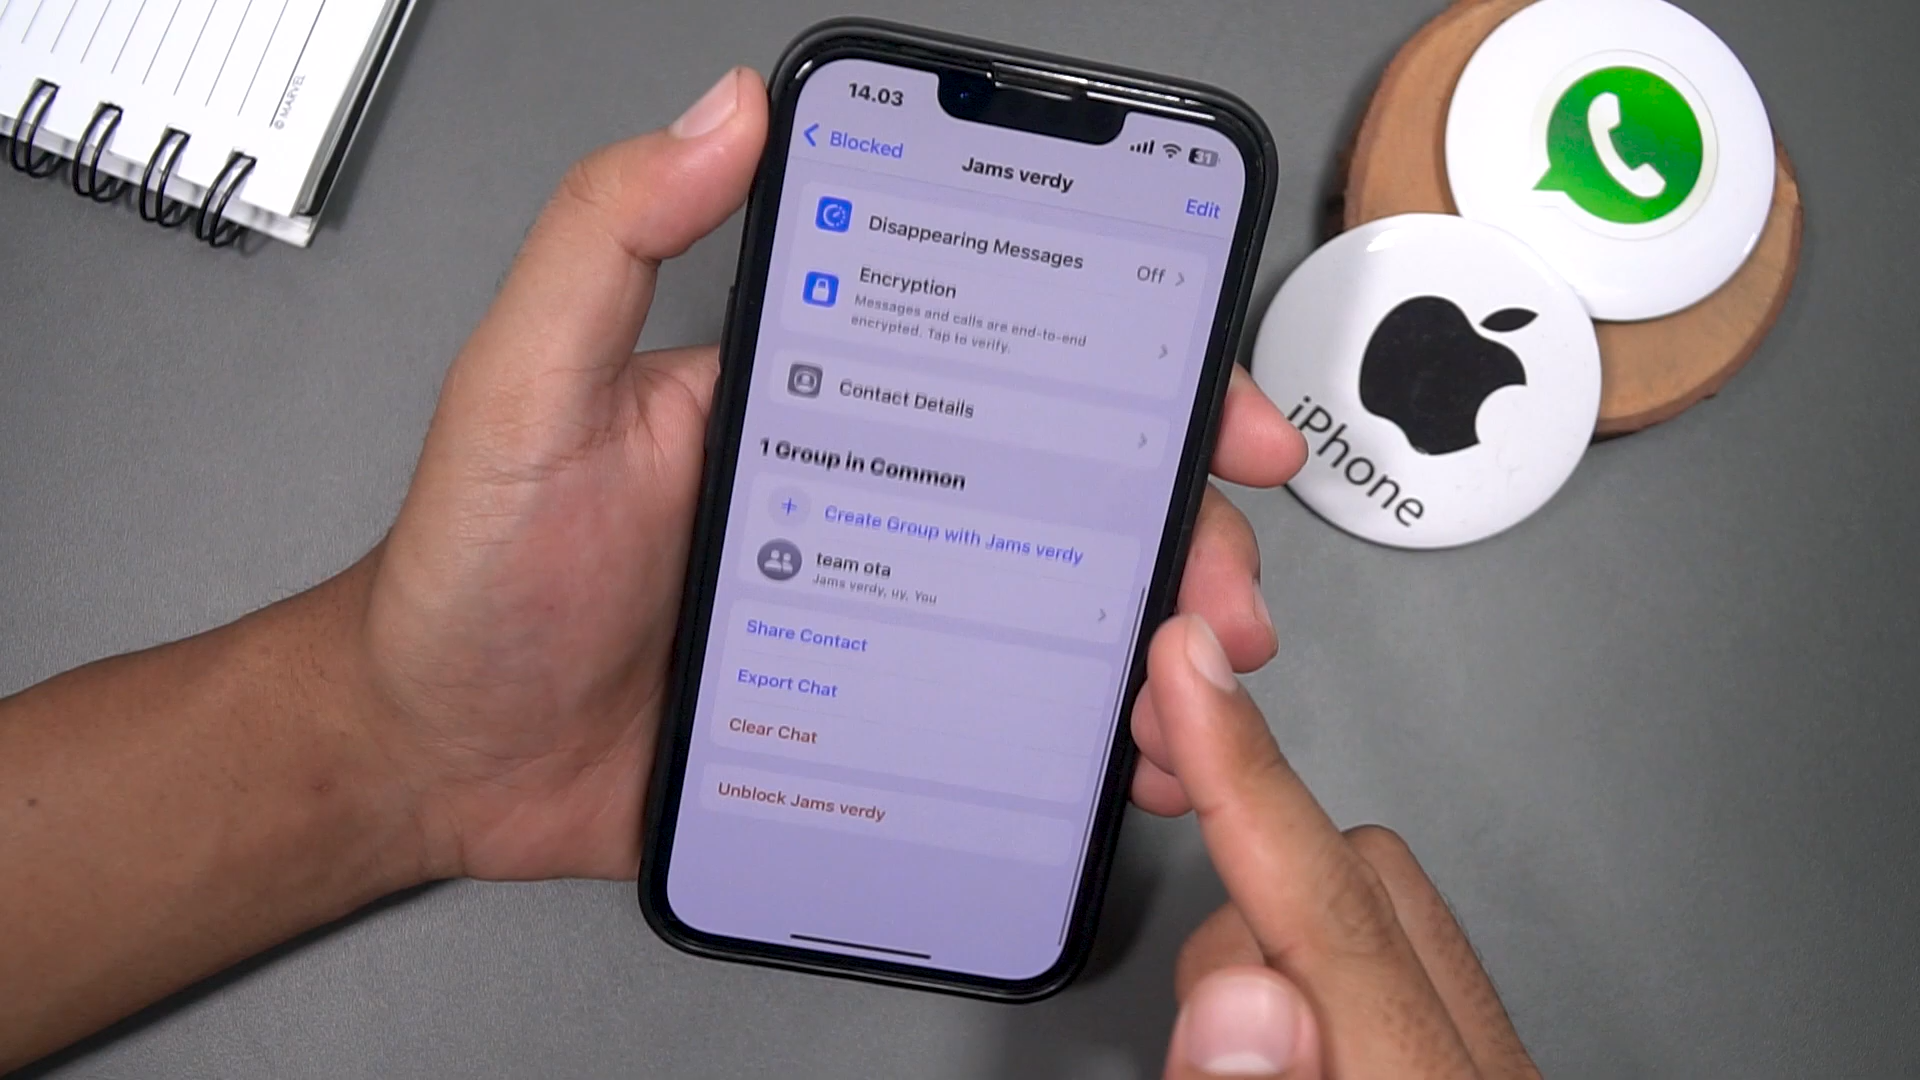 © MARVEL
14.03
31
Blocked
Jams verdy
Edit
Disappearing Messages
Off
Encryption
Messages and calls are end-to-end
encrypted. Tap to verify.
Contact Details
1 Group in Common
Create Group with Jams verdy
team ota
Jams verdy, uy, You
Share Contact
Export Chat
Clear Chat
Unblock Jams verdy
iPhone